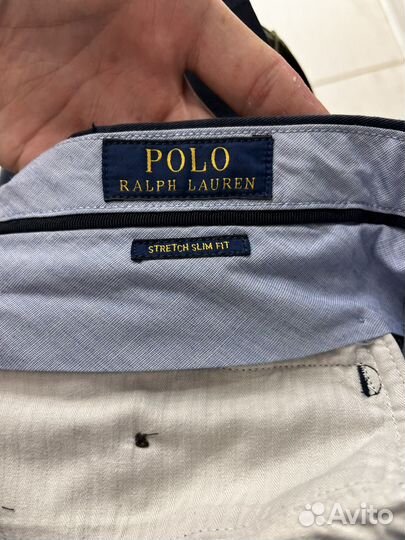 POLO
RALPH LAUREN
STRETCH SLIM FIT
Avito